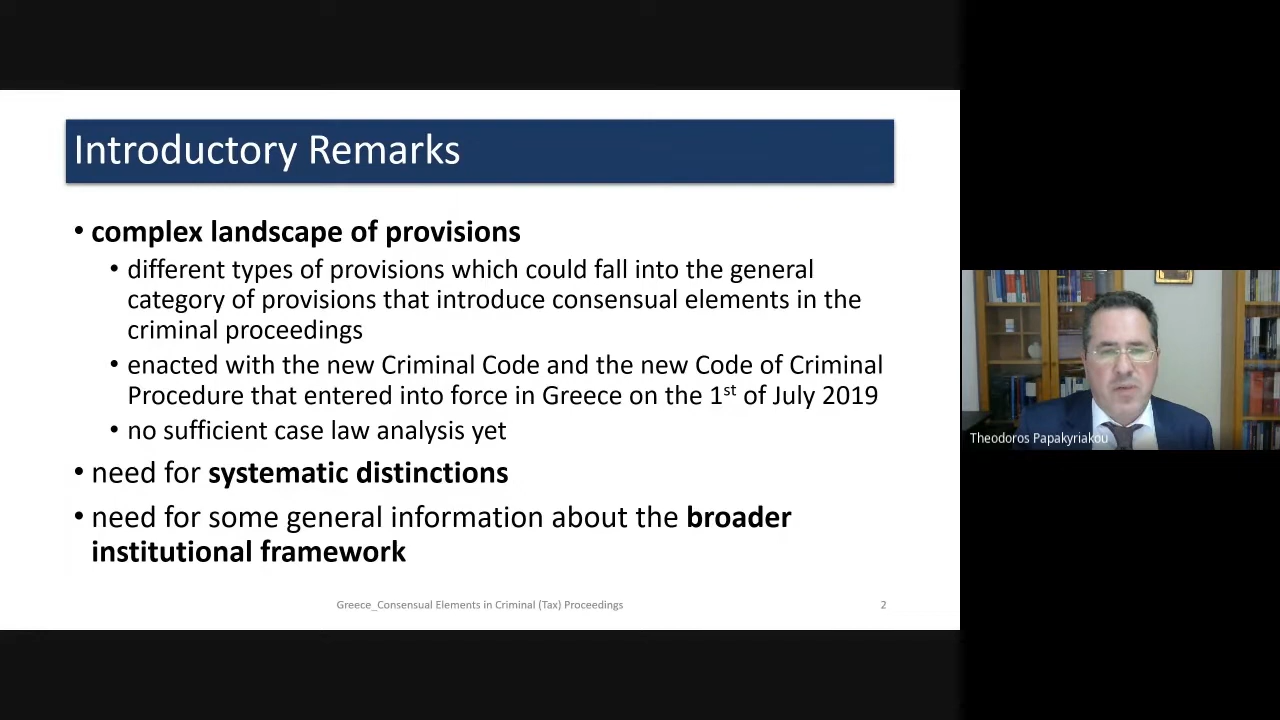 Introductory Remarks
• complex landscape of provisions
• different types of provisions which could fall into the general
category of provisions that introduce consensual elements in the
criminal proceedings
• enacted with the new Criminal Code and the new Code of Criminal
Procedure that entered into force in Greece on the 1st of July 2019
• no sufficient case law analysis yet
• need for systematic distinctions
• need for some general information about the broader
institutional framework
Greece_Consensual Elements in Criminal (Tax) Proceedings
2
Theodoros Papakyriakou